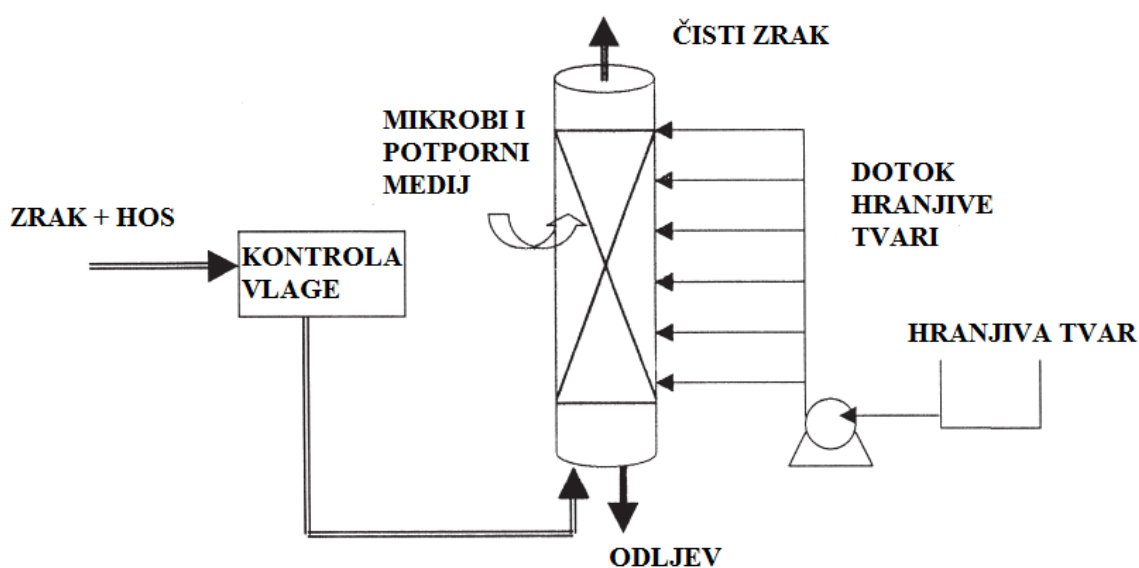 ČISTI ZRAK
MIKROBI I
POTPORNI
MEDIJ
DOTOK
HRANJIVE
TVARI
ZRAK + HOS
KONTROLA
VLAGE
HRANJIVA TVAR
ODLJEV